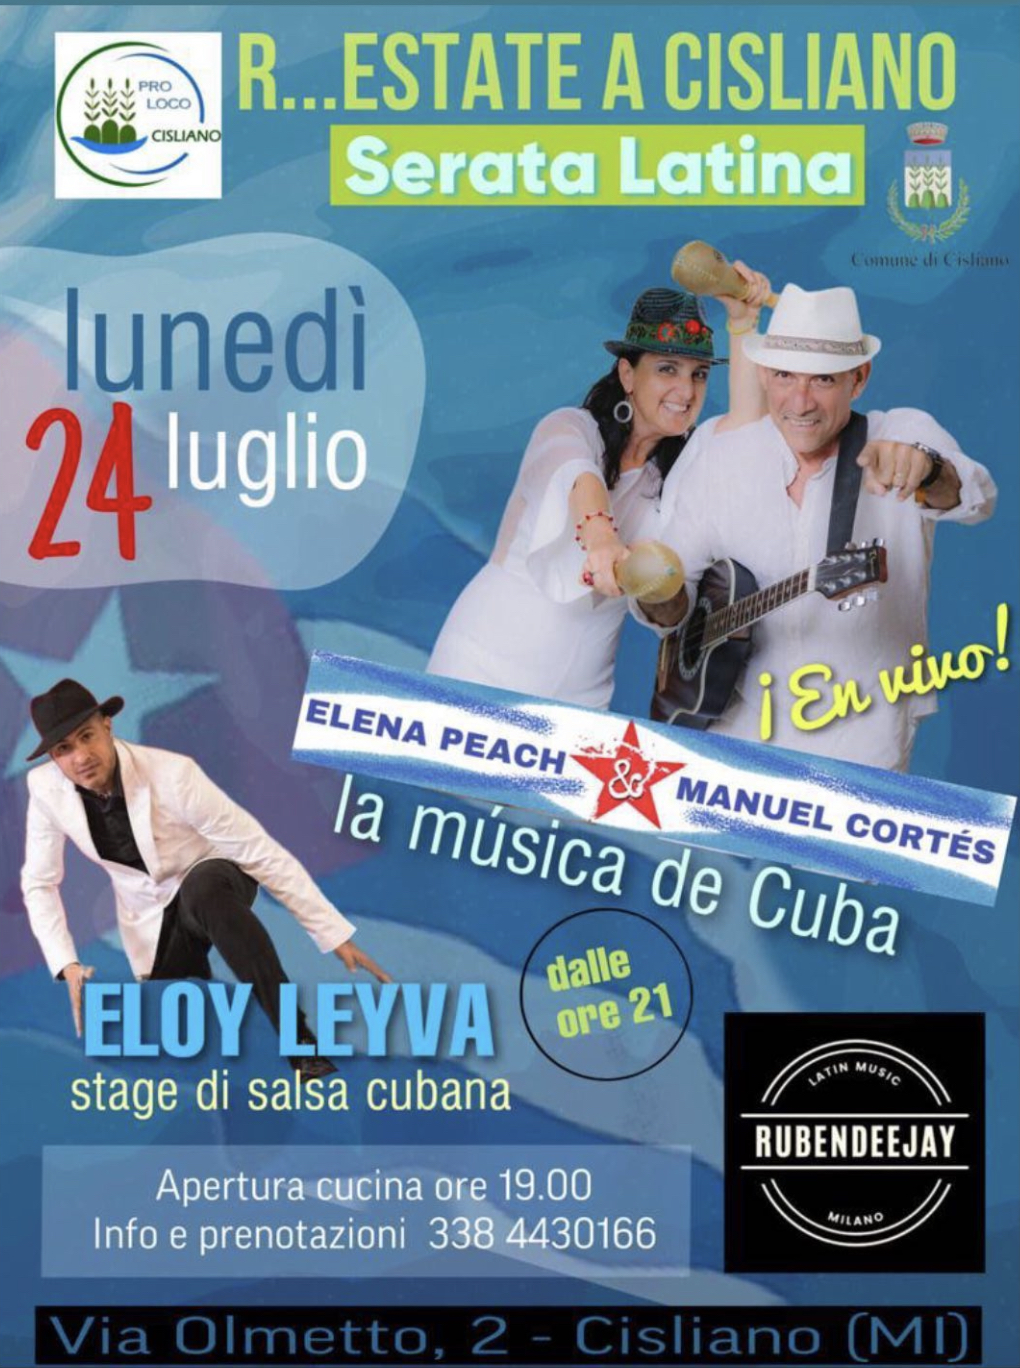 PRO
LOCO
CISLIANO
R...ESTATE A CISLIANO
Serata Latina
Comune di Cisliano
lunedì
24 luglio
¡En vivo!
ELENA PEACH & MANUEL CORTÉS
la música de Cuba
dalle
ore 21
ELOY LEYVA
stage di salsa cubana
LATIN MUSIC
RUBENDEEJAY
MILANO
Apertura cucina ore 19.00
Info e prenotazioni 338 4430166
Via Olmetto, 2 - Cisliano (MI)